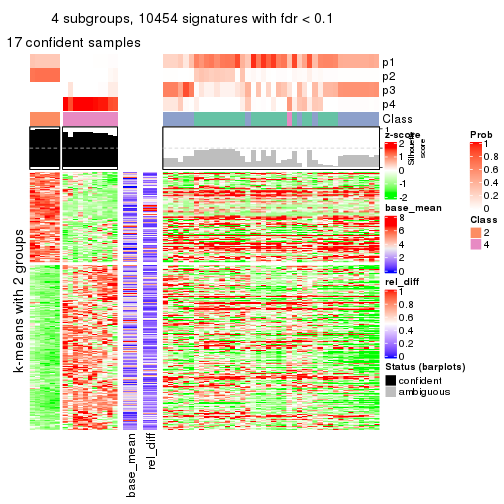 4 subgroups, 10454 signatures with fdr < 0.1
17 confident samples
p1
p2
p3
p4
Class
1
Silhouette
score
k-means with 2 groups
base_mean
rel_diff
z-score
2
1
0
-1
-2
base_mean
8
6
4
2
0
rel_diff
1
0.8
0.6
0.4
0.2
0
Status (barplots)
confident
ambiguous
Prob
1
0.8
0.6
0.4
0.2
0
Class
2
4